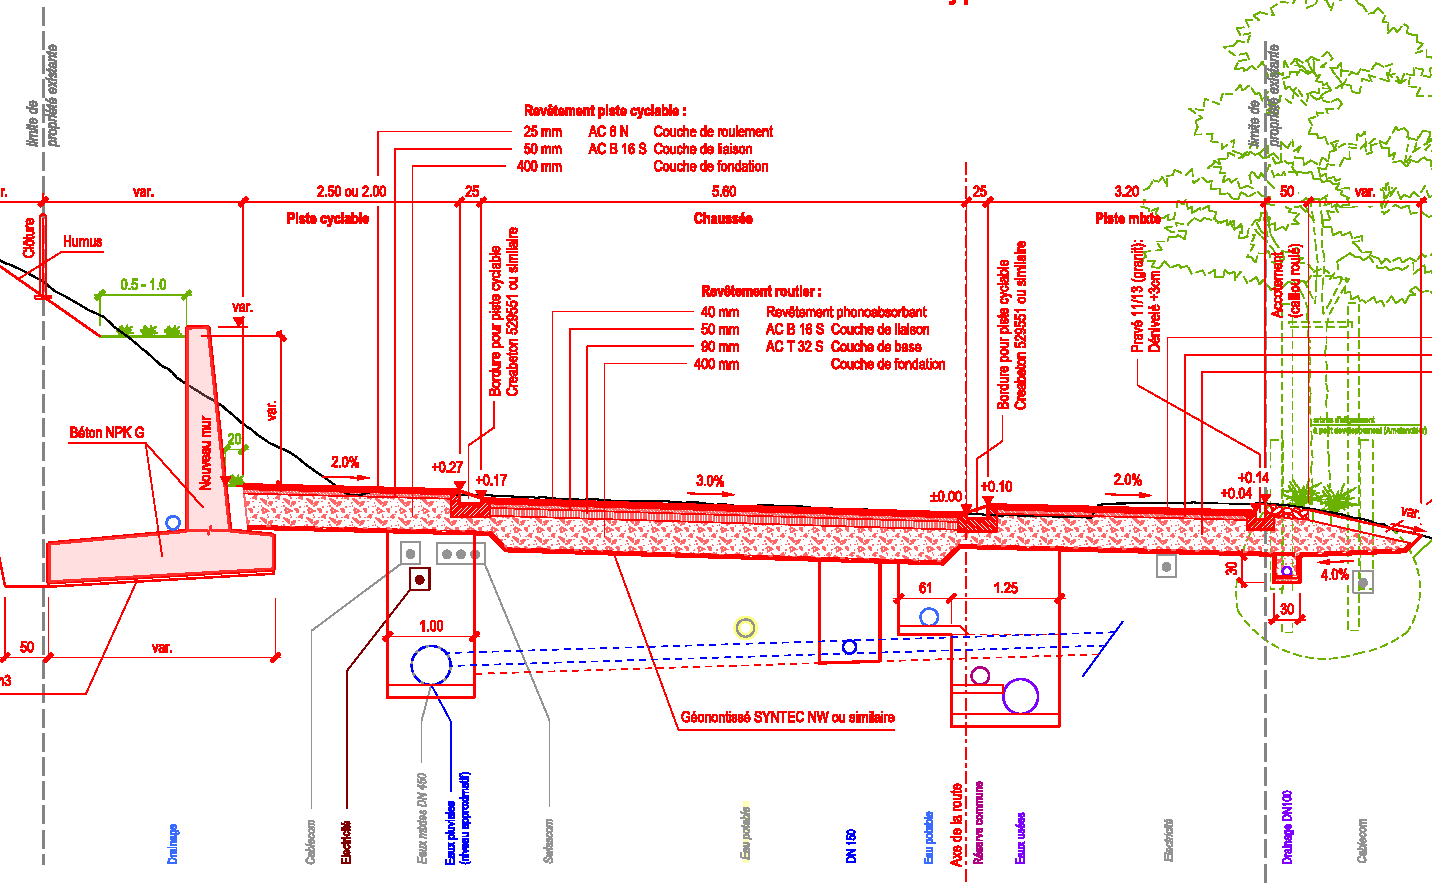 limite de
propriété existante
limite de
propriété existante
Revêtement piste cyclable :
25 mm AC 8 N Couche de roulement
50 mm AC B 16 S Couche de liaison
400 mm Couche de fondation
r.
var.
2.50 ou 2.00
25
5.60
25
3.20
50
var.
Piste cyclable
Chaussée
Piste mixte
Clôture
Humus
0.5 - 1.0
var.
var.
Bordure pour piste cyclable
Creabeton 529551 ou similaire
Revêtement routier :
40 mm Revêtement phonoabsorbant
50 mm AC B 16 S Couche de liaison
90 mm AC T 32 S Couche de base
400 mm Couche de fondation
Bordure pour piste cyclable
Creabeton 529551 ou similaire
Pravé 11/13 (granit):
Dénivelé +3cm
Accotement
(caillou roulé)
Béton NPK G
Nouveau mur
20
2.0%
+0.27
+0.17
3.0%
±0.00
+0.10
2.0%
+0.14
+0.04
var.
30
4.0%
30
61
1.25
1.00
50
var.
m3
Géonontissé SYNTEC NW ou similaire
Drainage
Cablecom
Electricité
Eaux mixtes DN 450
Eaux pluviales
(niveau approximatif)
Swisscom
Eau potable
DN 150
Eau potable
Axe de la route
Réserve commune
Eaux usées
Electricité
Drainage DN100
Cablecom